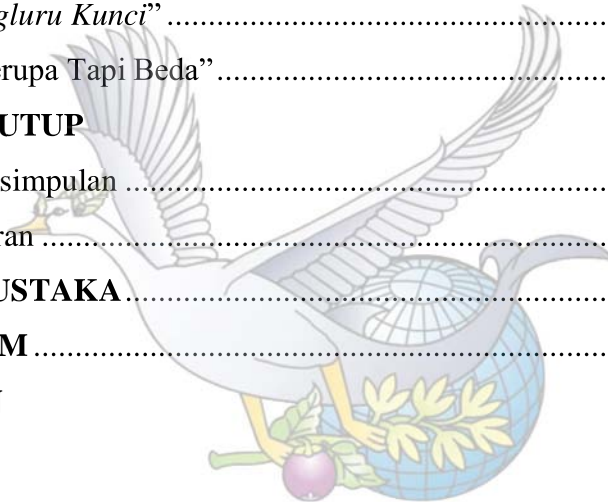 gluru Kunci” ..........................................................
erupa Tapi Beda” ..................................................
UTUP
simpulan ...............................................................
ran ..........................................................................
USTAKA ...............................................................
M ...........................................................................